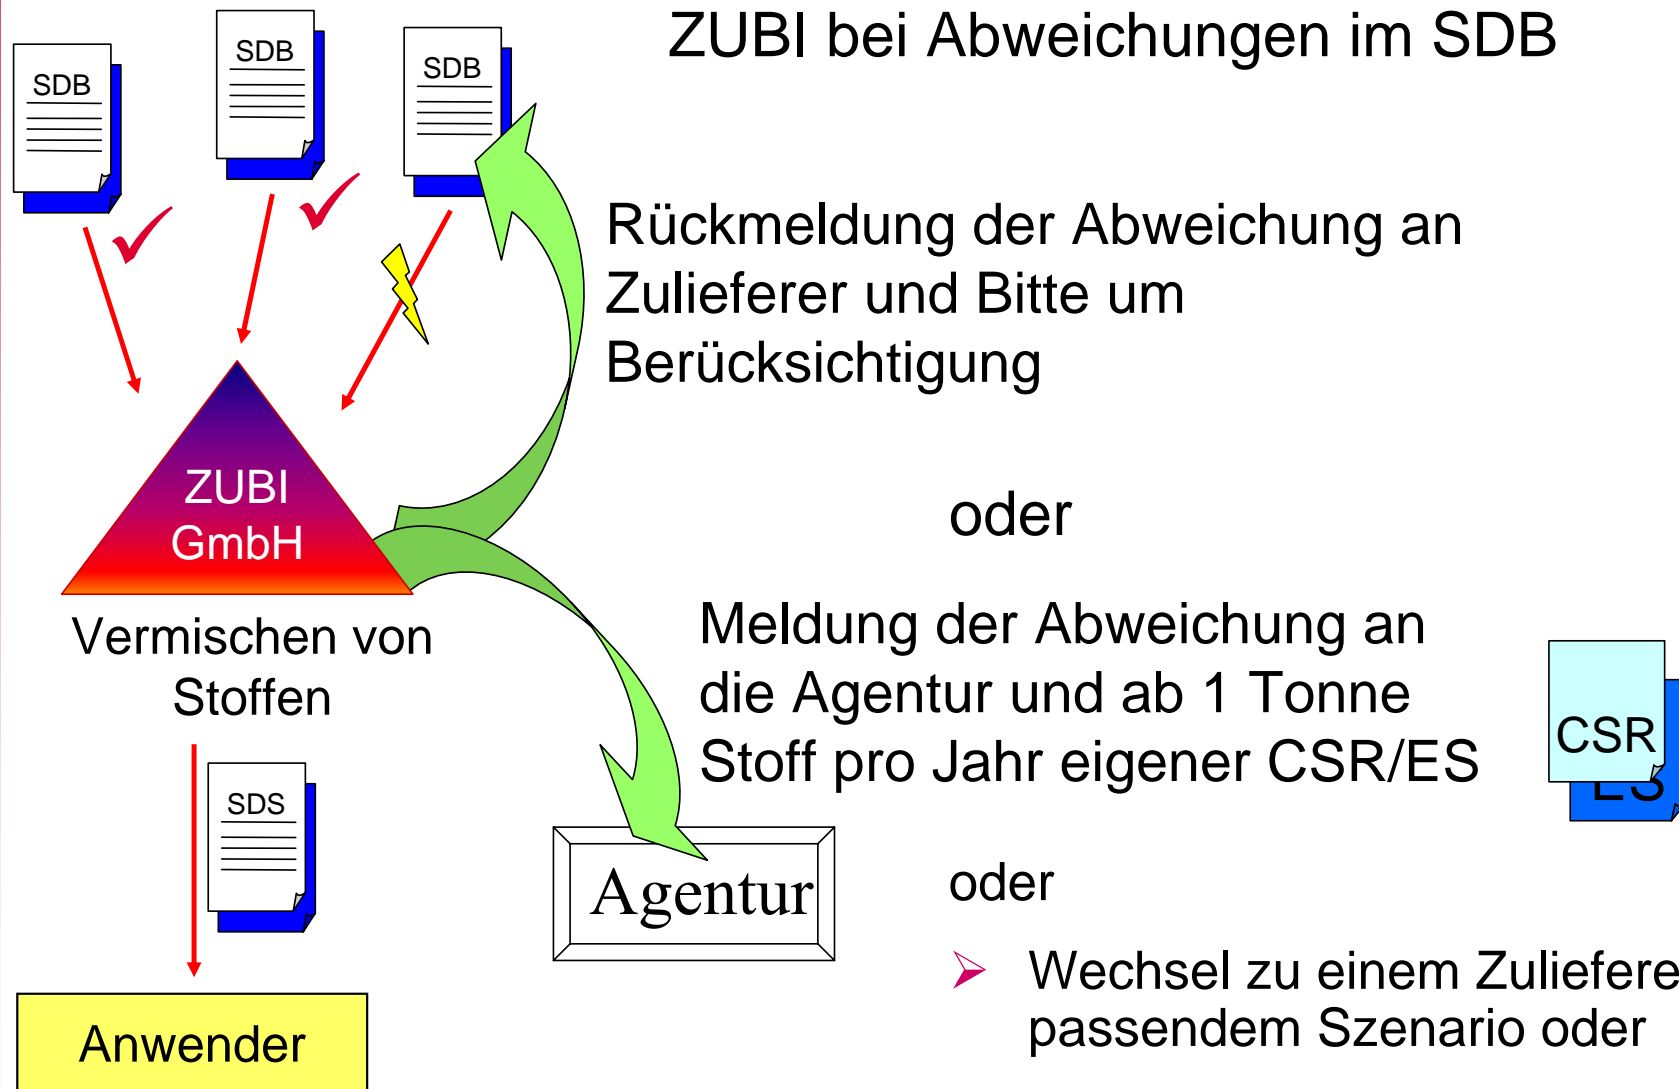 ZUBI bei Abweichungen im SDB
SDB
SDB
SDB
Rückmeldung der Abweichung an
Zulieferer und Bitte um
Berücksichtigung
ZUBI
GmbH
oder
Vermischen von
Stoffen
Meldung der Abweichung an
die Agentur und ab 1 Tonne
Stoff pro Jahr eigener CSR/ES
CSR
ES
SDS
Agentur
oder
Wechsel zu einem Zuliefere
passendem Szenario oder
Anwender